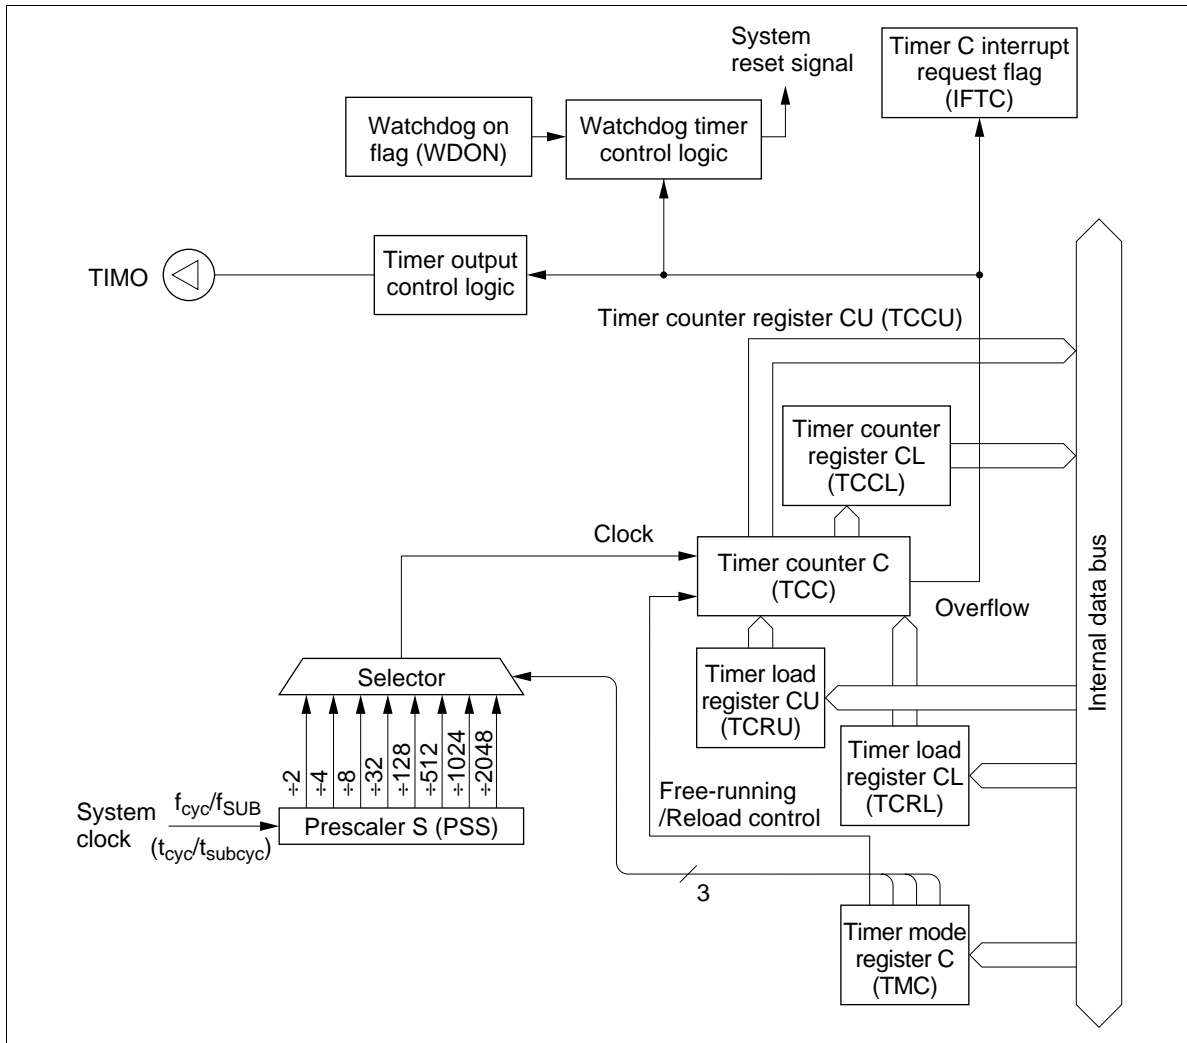 System
reset signal
Timer C interrupt
request flag
(IFTC)
Watchdog on
flag (WDON)
Watchdog timer
control logic
TIMO
Timer output
control logic
Timer counter register CU (TCCU)
Timer counter
register CL
(TCCL)
Clock
Timer counter C
(TCC)
Overflow
Internal data bus
Selector
Timer load
register CU
(TCRU)
÷2
÷4
÷8
÷32
÷128
÷512
÷1024
÷2048
Timer load
register CL
(TCRL)
System
clock
fcyc/fSUB
(tcyc/tsubcyc)
Prescaler S (PSS)
Free-running
/Reload control
3
Timer mode
register C
(TMC)